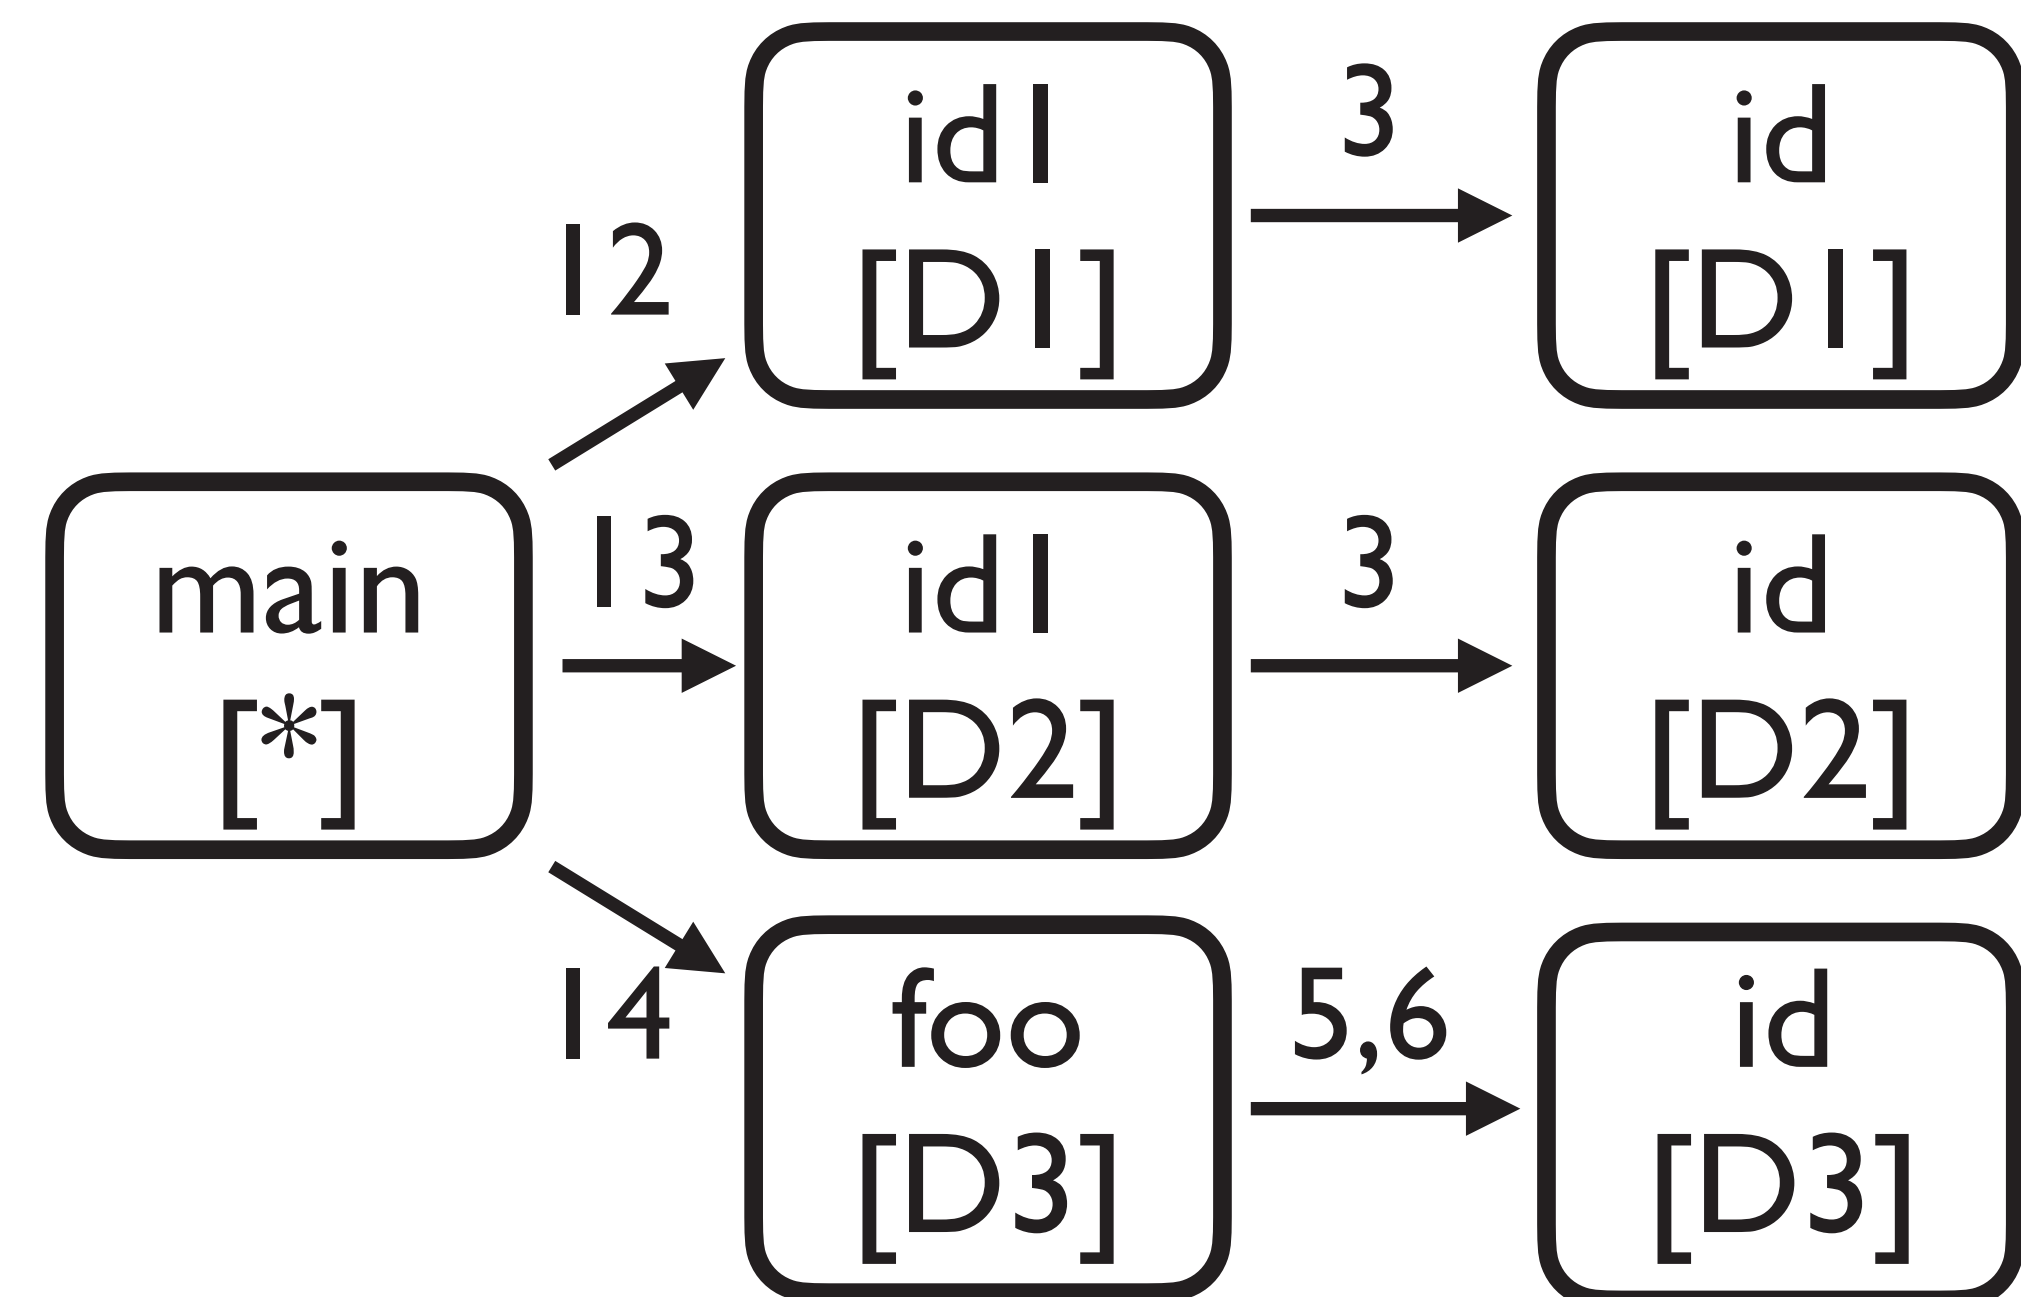 id1
[D1]
3
id
[D1]
12
main
[*]
13
id1
[D2]
3
id
[D2]
14
foo
[D3]
5,6
id
[D3]